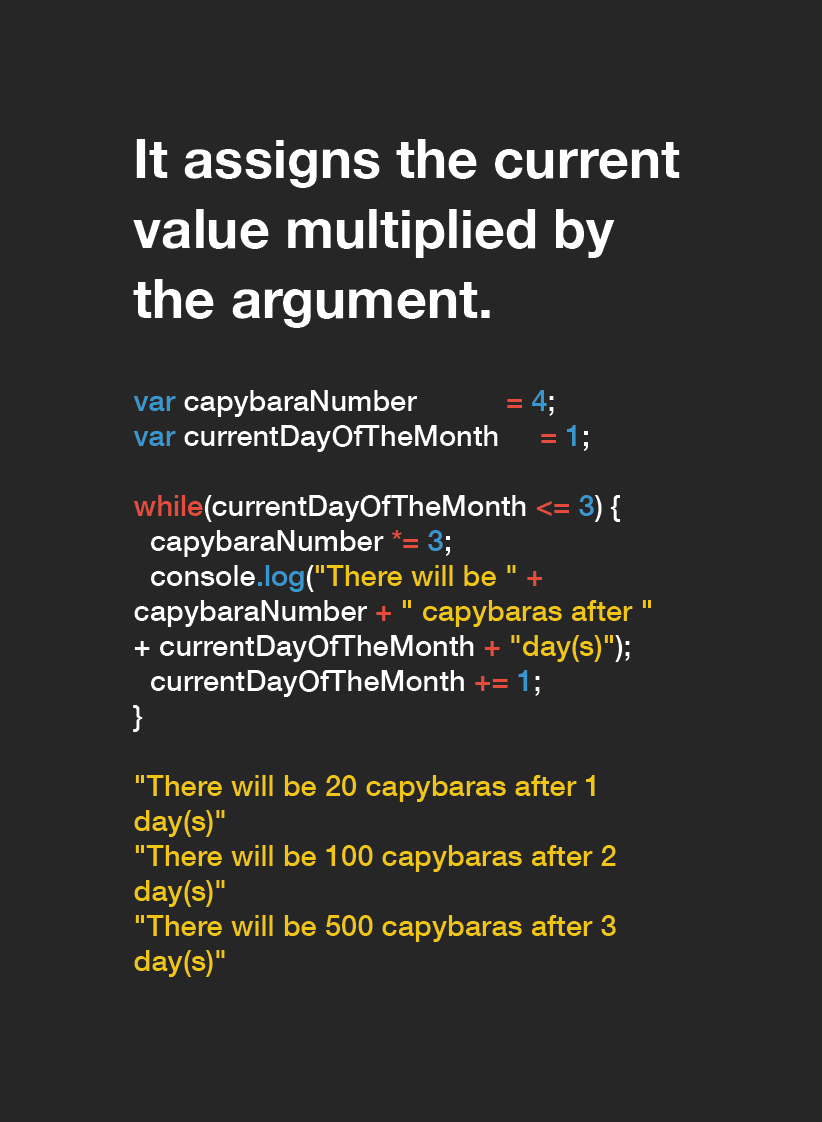 It assigns the current
value multiplied by
the argument.
var capybaraNumber = 4;
var currentDayOfTheMonth = 1;
while(currentDayOfTheMonth <= 3) {
capybaraNumber *= 3;
console.log("There will be " +
capybaraNumber + " capybaras after "
+ currentDayOfTheMonth + "day(s)");
currentDayOfTheMonth += 1;
}
"There will be 20 capybaras after 1
day(s)"
"There will be 100 capybaras after 2
day(s)"
"There will be 500 capybaras after 3
day(s)"